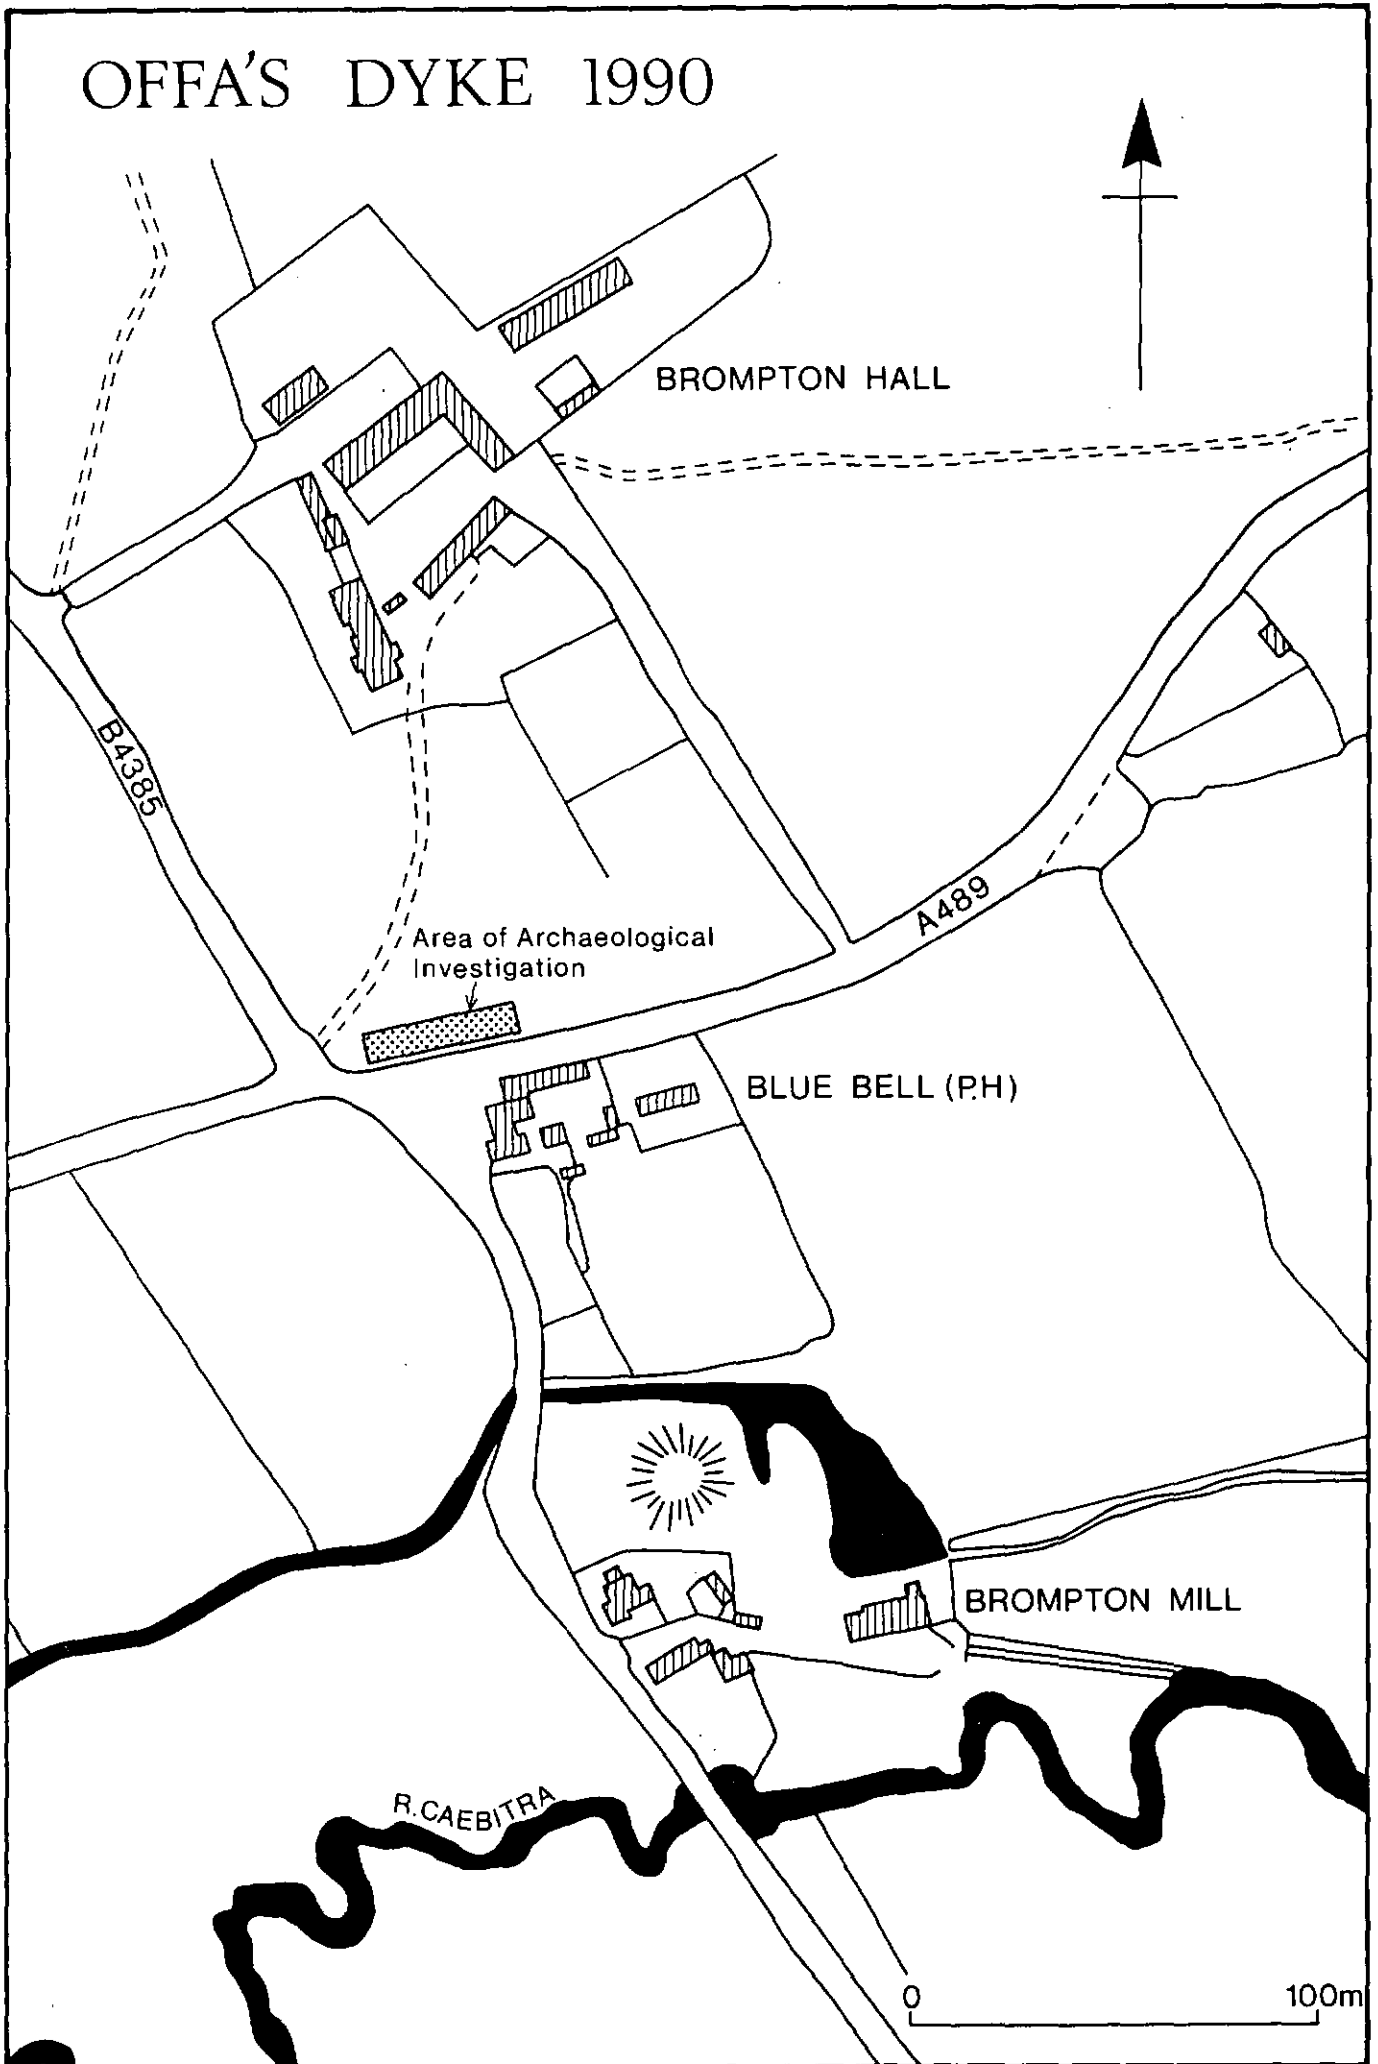 OFFA'S DYKE 1990
BROMPTON HALL
B4385
A489
Area of Archaeological
Investigation
BLUE BELL (P.H)
BROMPTON MILL
R.CAEBITRA
0 100m